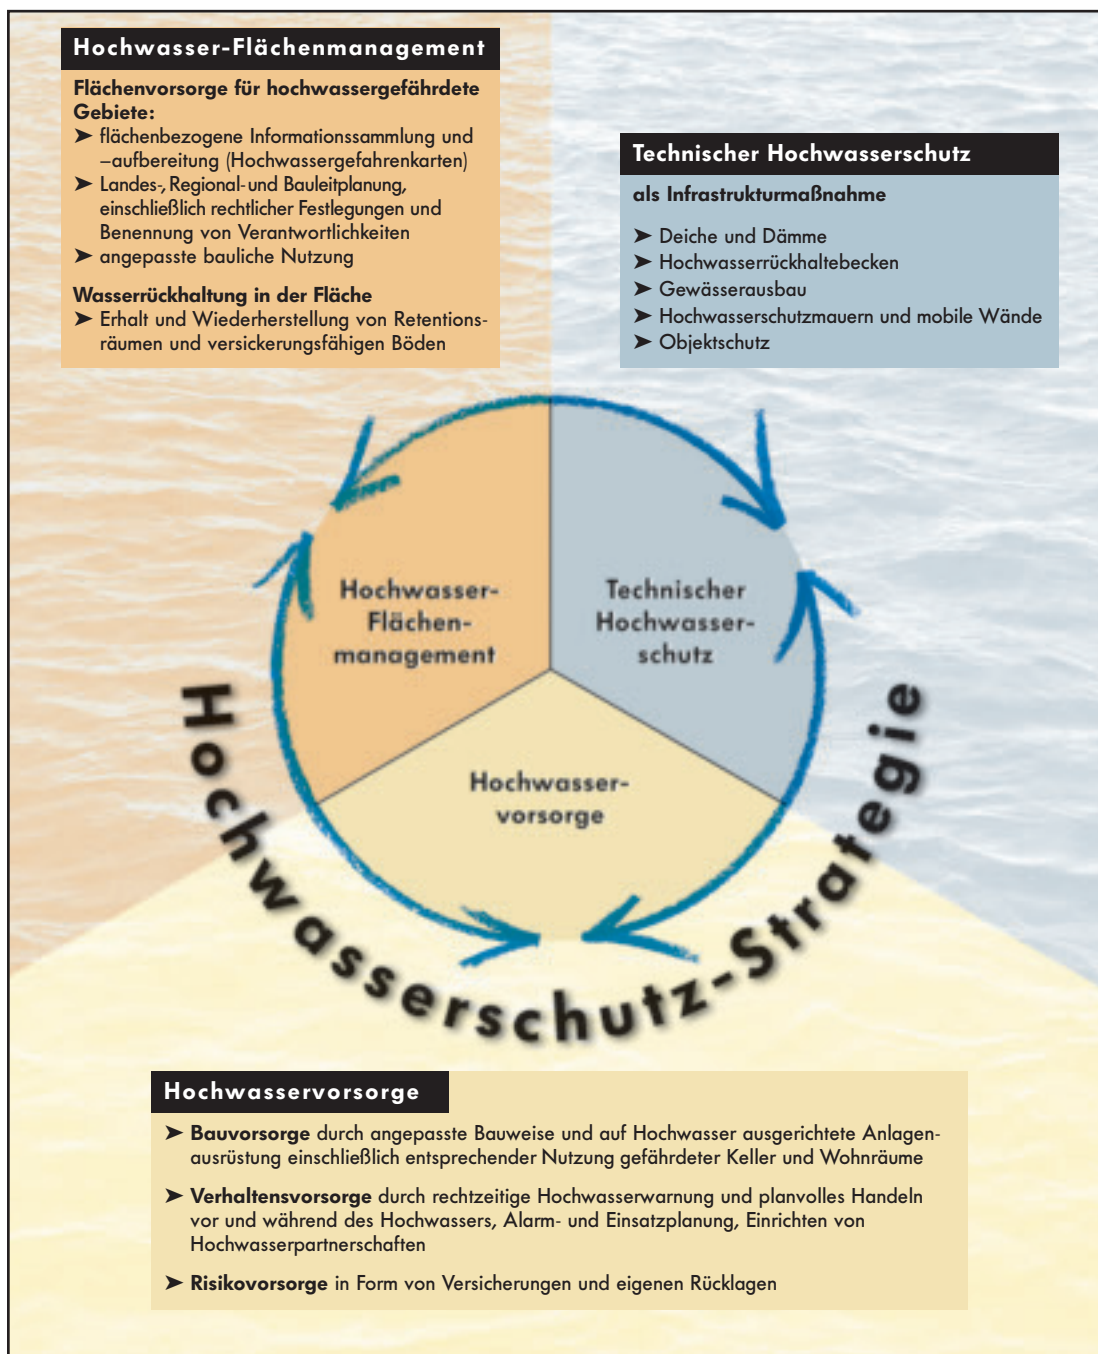 Hochwasser-Flächenmanagement
Flächenvorsorge für hochwassergefährdete
Gebiete:
➤ flächenbezogene Informationssammlung und
–aufbereitung (Hochwassergefahrenkarten)
➤ Landes-, Regional- und Bauleitplanung,
einschließlich rechtlicher Festlegungen und
Benennung von Verantwortlichkeiten
➤ angepasste bauliche Nutzung
Wasserrückhaltung in der Fläche
➤ Erhalt und Wiederherstellung von Retentions-
räumen und versickerungsfähigen Böden
Technischer Hochwasserschutz
als Infrastrukturmaßnahme
➤ Deiche und Dämme
➤ Hochwasserrückhaltebecken
➤ Gewässerausbau
➤ Hochwasserschutzmauern und mobile Wände
➤ Objektschutz
Hochwasser-
Flächen-
management
Technischer
Hochwasser-
schutz
Hochwasser-
vorsorge
Hochwasserschutz-Strategie
Hochwasservorsorge
➤ Bauvorsorge durch angepasste Bauweise und auf Hochwasser ausgerichtete Anlagen-
ausrüstung einschließlich entsprechender Nutzung gefährdeter Keller und Wohnräume
➤ Verhaltensvorsorge durch rechtzeitige Hochwasserwarnung und planvolles Handeln
vor und während des Hochwassers, Alarm- und Einsatzplanung, Einrichten von
Hochwasserpartnerschaften
➤ Risikovorsorge in Form von Versicherungen und eigenen Rücklagen